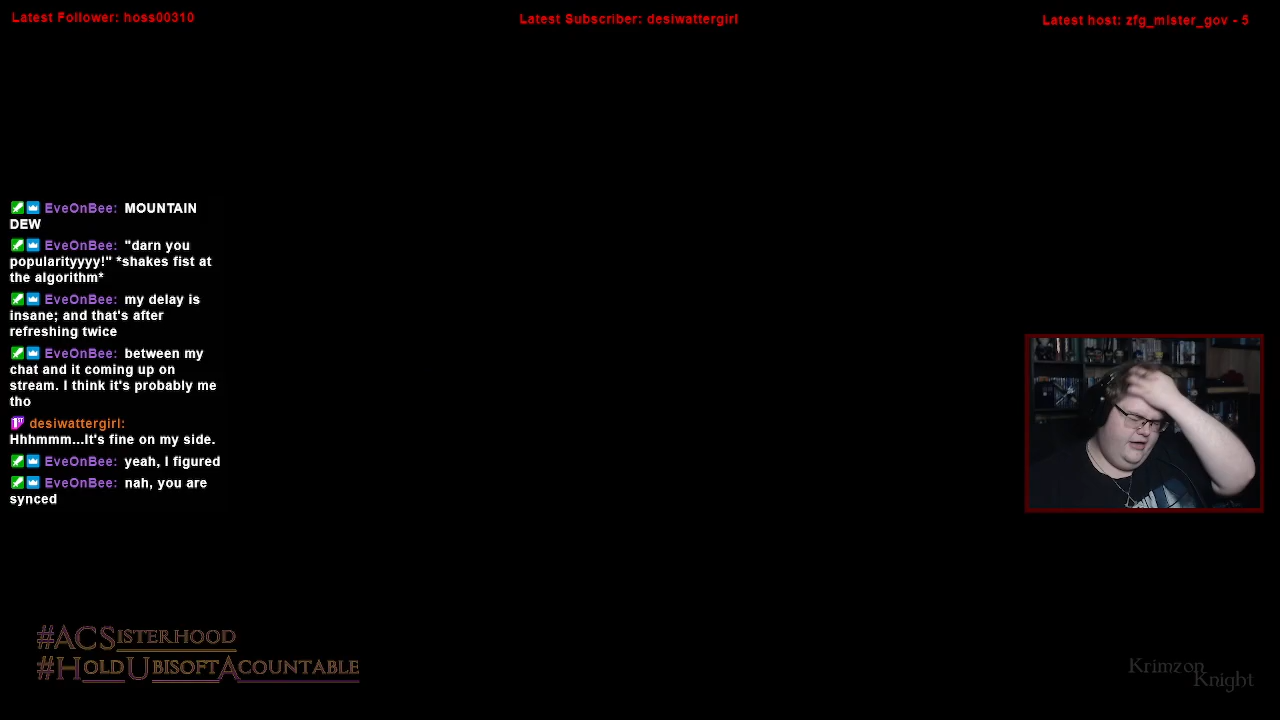 Latest Follower: hoss00310
Latest Subscriber: desiwattergirl
Latest host: zfg_mister_gov - 5
EveOnBee: MOUNTAIN
DEW
EveOnBee: "darn you
popularityyyy!" *shakes fist at
the algorithm*
EveOnBee: my delay is
insane; and that's after
refreshing twice
EveOnBee: between my
chat and it coming up on
stream. I think it's probably me
tho
desiwattergirl:
Hhhmmm...It's fine on my side.
EveOnBee: yeah, I figured
EveOnBee: nah, you are
synced
#ACSisterhood
#HoldUbisoftAcountable
Krimzon
Knight